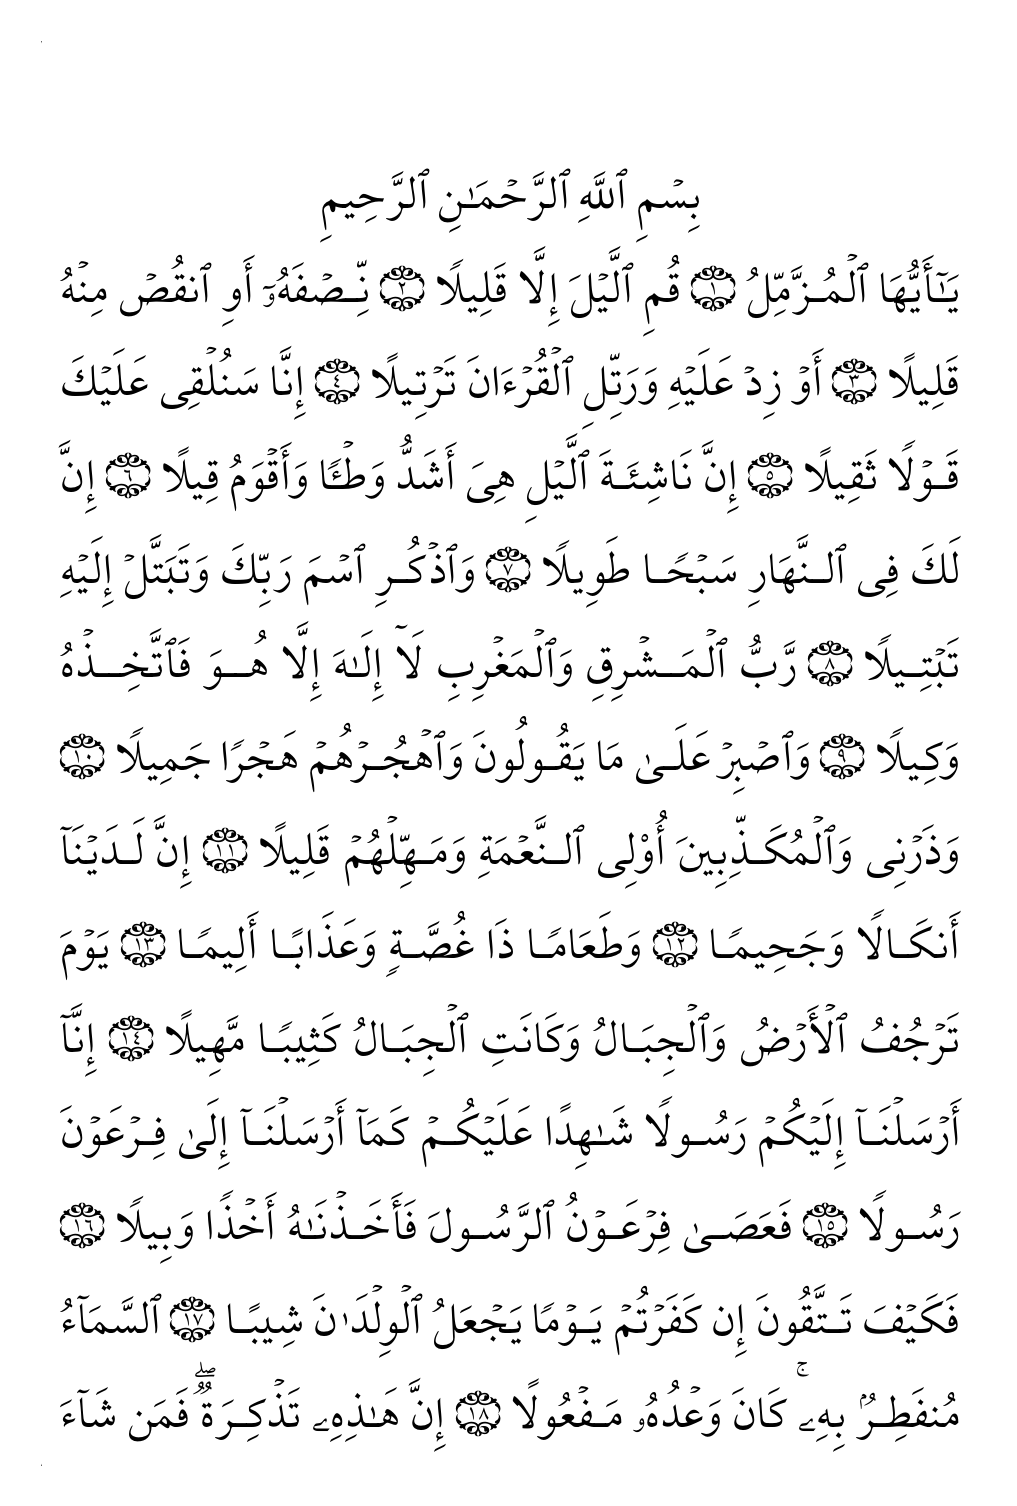 بِسۡمِ ٱللَّهِ ٱلرَّحۡمَـٰنِ ٱلرَّحِيمِ
يَـٰٓأَيُّهَا ٱلۡمُزَّمِّلُ ١ قُمِ ٱلَّيۡلَ إِلَّا قَلِيلًا ٢ نِّصۡفَهُۥٓ أَوِ ٱنقُصۡ مِنۡهُ
قَلِيلًا ٣ أَوۡ زِدۡ عَلَيۡهِ وَرَتِّلِ ٱلۡقُرۡءَانَ تَرۡتِيلًا ٤ إِنَّا سَنُلۡقِى عَلَيۡكَ
قَوۡلًا ثَقِيلًا ٥ إِنَّ نَاشِئَةَ ٱلَّيۡلِ هِىَ أَشَدُّ وَطۡـًٔا وَأَقۡوَمُ قِيلًا ٦ إِنَّ
لَكَ فِى ٱلنَّهَارِ سَبۡحًا طَوِيلًا ٧ وَٱذۡكُرِ ٱسۡمَ رَبِّكَ وَتَبَتَّلۡ إِلَيۡهِ
تَبۡتِيلًا ٨ رَّبُّ ٱلۡمَشۡرِقِ وَٱلۡمَغۡرِبِ لَآ إِلَـٰهَ إِلَّا هُوَ فَٱتَّخِذۡهُ
وَكِيلًا ٩ وَٱصۡبِرۡ عَلَىٰ مَا يَقُولُونَ وَٱهۡجُرۡهُمۡ هَجۡرًا جَمِيلًا ١٠
وَذَرۡنِى وَٱلۡمُكَذِّبِينَ أُوْلِى ٱلنَّعۡمَةِ وَمَهِّلۡهُمۡ قَلِيلًا ١١ إِنَّ لَدَيۡنَآ
أَنكَالًا وَجَحِيمًا ١٢ وَطَعَامًا ذَا غُصَّةٍ وَعَذَابًا أَلِيمًا ١٣ يَوۡمَ
تَرۡجُفُ ٱلۡأَرۡضُ وَٱلۡجِبَالُ وَكَانَتِ ٱلۡجِبَالُ كَثِيبًا مَّهِيلًا ١٤ إِنَّآ
أَرۡسَلۡنَآ إِلَيۡكُمۡ رَسُولًا شَـٰهِدًا عَلَيۡكُمۡ كَمَآ أَرۡسَلۡنَآ إِلَىٰ فِرۡعَوۡنَ
رَسُولًا ١٥ فَعَصَىٰ فِرۡعَوۡنُ ٱلرَّسُولَ فَأَخَذۡنَـٰهُ أَخۡذًا وَبِيلًا ١٦
فَكَيۡفَ تَتَّقُونَ إِن كَفَرۡتُمۡ يَوۡمًا يَجۡعَلُ ٱلۡوِلۡدَٰنَ شِيبًا ١٧ ٱلسَّمَآءُ
مُنفَطِرُۢ بِهِۦۚ كَانَ وَعۡدُهُۥ مَفۡعُولًا ١٨ إِنَّ هَـٰذِهِۦ تَذۡكِرَةٌۖ فَمَن شَآءَ